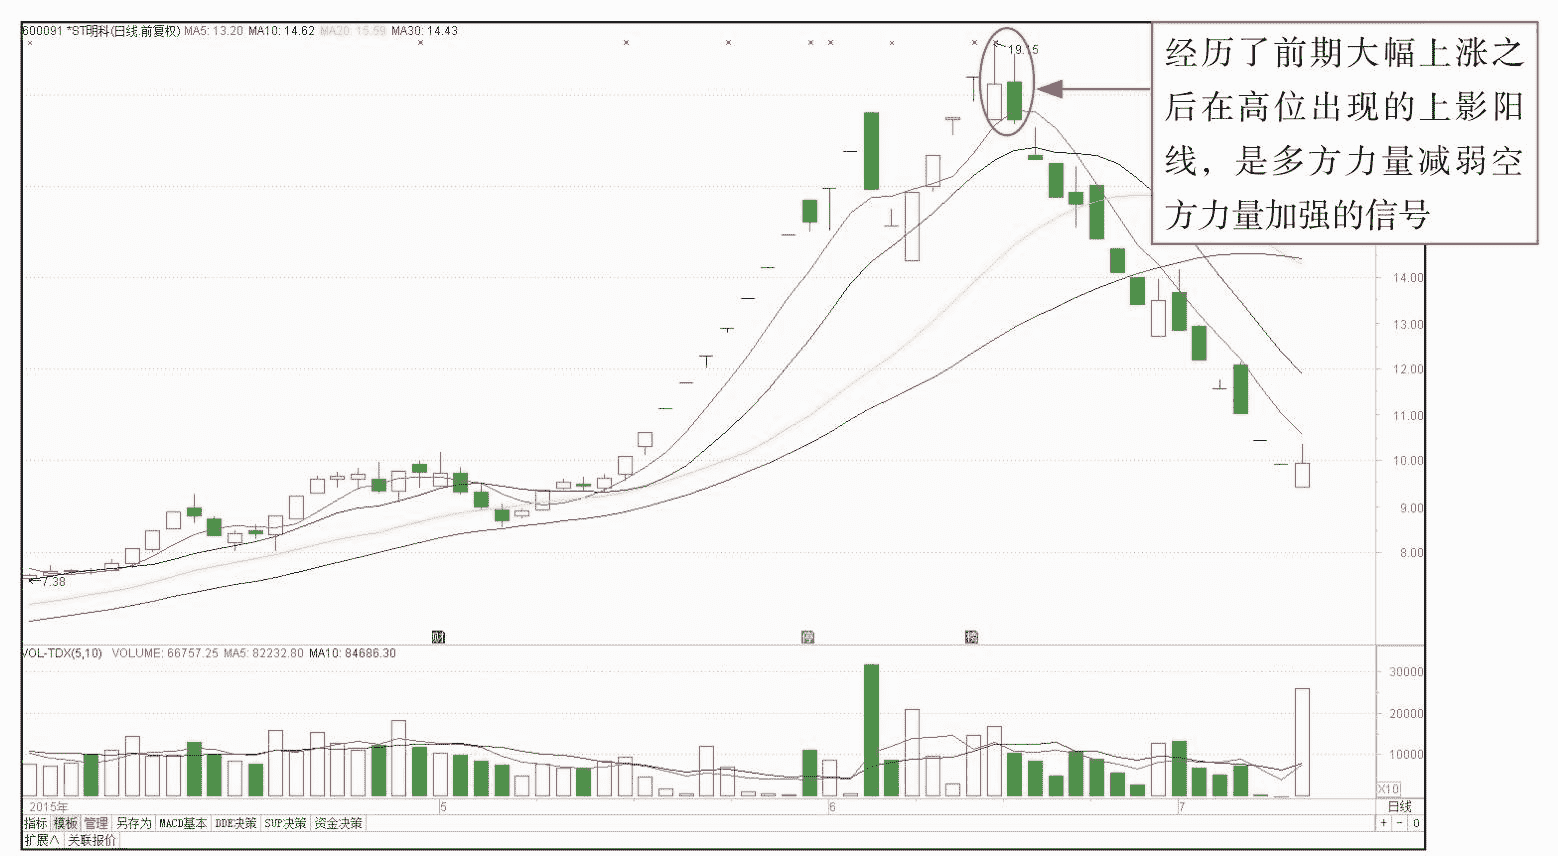 600091 *ST明科(日线 前复权) MA5: 13.20 MA10: 14.62 MA20: 15.59 MA30: 14.43
19.15
经历了前期大幅上涨之
后在高位出现的上影阳
线，是多方力量减弱空
方力量加强的信号
14.00
13.00
12.00
11.00
10.00
9.00
8.00
7.38
财
停
榜
VOL-TDX(5,10) VOLUME: 66757.25 MA5: 82232.80 MA10: 84686.30
30000
20000
10000
X10
2015年 5 6 7 日线
指标 模板 管理 另存为 MACD基本 DDE决策 SUP决策 资金决策 + - 0
扩展∧ 关联报价